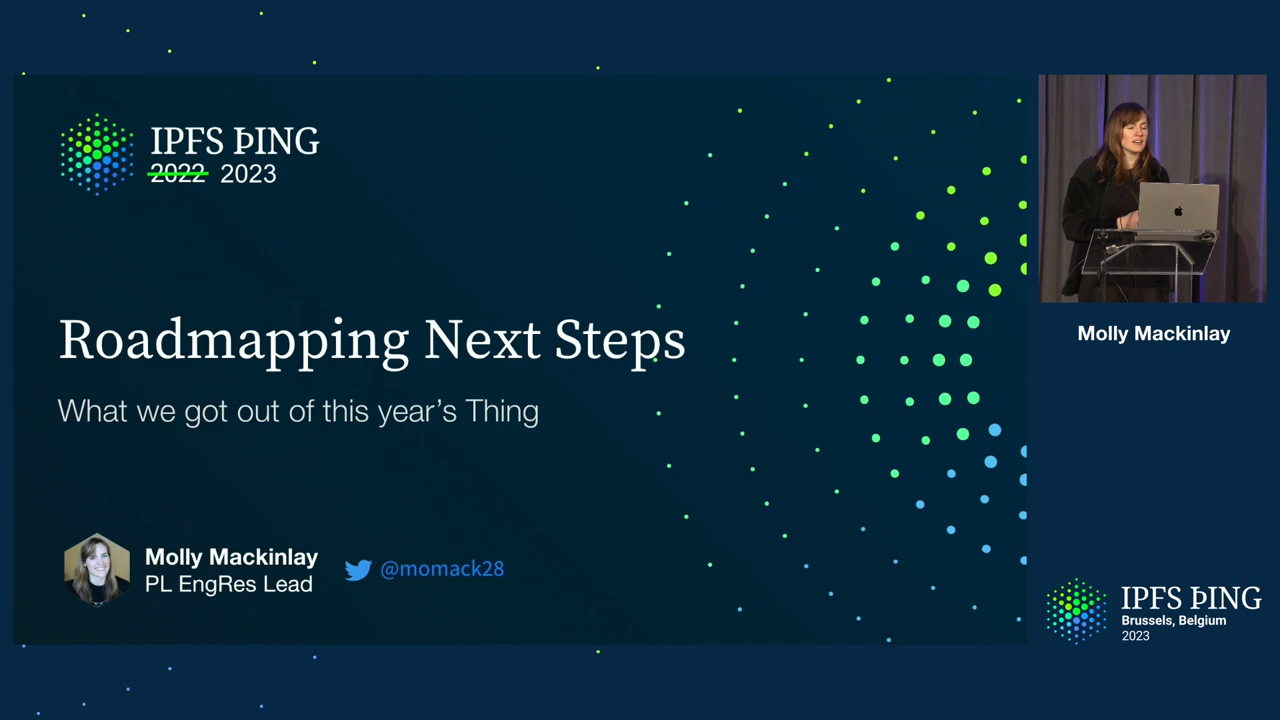 IPFS ÞING
2022 2023
Roadmapping Next Steps
What we got out of this year's Thing
Molly Mackinlay
PL EngRes Lead
@momack28
Molly Mackinlay
IPFS ÞING
Brussels, Belgium
2023